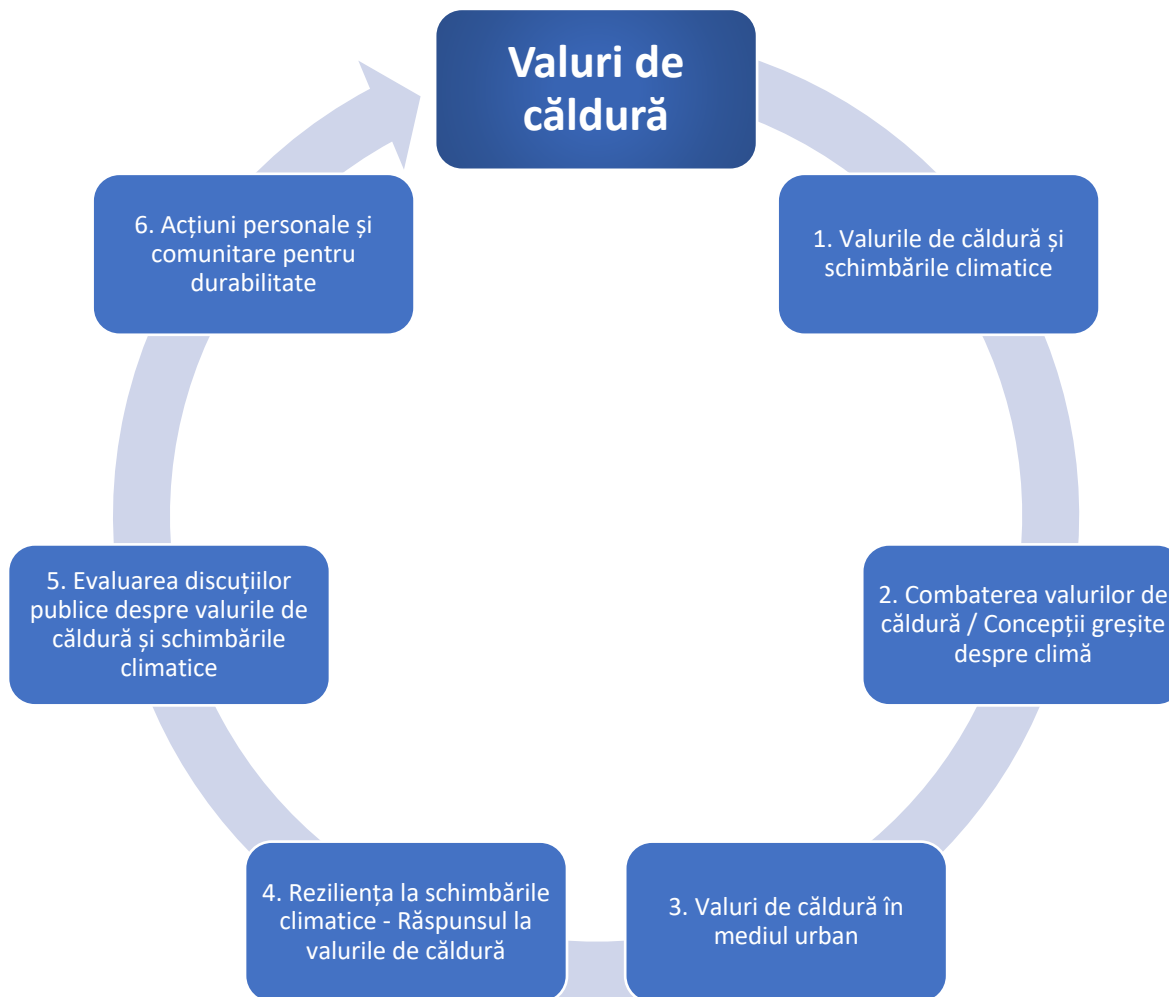 Valuri de
căldură
1. Valurile de căldură și
schimbările climatice
2. Combaterea valurilor de
căldură / Concepții greșite
despre climă
3. Valuri de căldură în
mediul urban
4. Reziliența la schimbările
climatice - Răspunsul la
valurile de căldură
5. Evaluarea discuțiilor
publice despre valurile de
căldură și schimbările
climatice
6. Acțiuni personale și
comunitare pentru
durabilitate